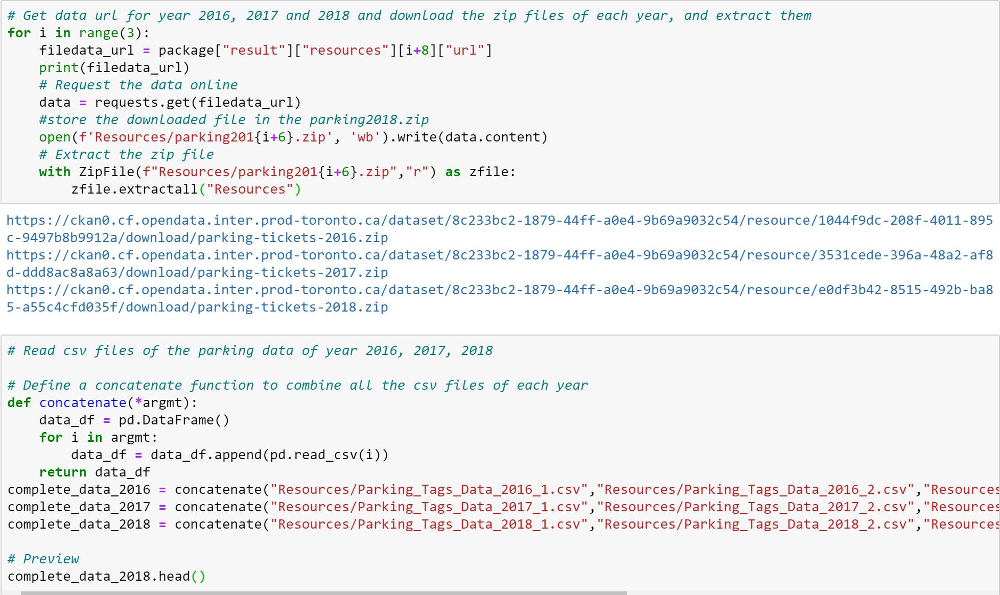 # Get data url for year 2016, 2017 and 2018 and download the zip files of each year, and extract them
for i in range(3):
    filedata_url = package["result"]["resources"][i+8]["url"]
    print(filedata_url)
    # Request the data online
    data = requests.get(filedata_url)
    #store the downloaded file in the parking2018.zip
    open(f'Resources/parking201{i+6}.zip', 'wb').write(data.content)
    # Extract the zip file
    with ZipFile(f"Resources/parking201{i+6}.zip","r") as zfile:
        zfile.extractall("Resources")
https://ckan0.cf.opendata.inter.prod-toronto.ca/dataset/8c233bc2-1879-44ff-a0e4-9b69a9032c54/resource/1044f9dc-208f-4011-895
c-9497b8b9912a/download/parking-tickets-2016.zip
https://ckan0.cf.opendata.inter.prod-toronto.ca/dataset/8c233bc2-1879-44ff-a0e4-9b69a9032c54/resource/3531cede-396a-48a2-af8
d-ddd8ac8a8a63/download/parking-tickets-2017.zip
https://ckan0.cf.opendata.inter.prod-toronto.ca/dataset/8c233bc2-1879-44ff-a0e4-9b69a9032c54/resource/e0df3b42-8515-492b-ba8
5-a55c4cfd035f/download/parking-tickets-2018.zip
# Read csv files of the parking data of year 2016, 2017, 2018
# Define a concatenate function to combine all the csv files of each year
def concatenate(*argmt):
    data_df = pd.DataFrame()
    for i in argmt:
        data_df = data_df.append(pd.read_csv(i))
    return data_df
complete_data_2016 = concatenate("Resources/Parking_Tags_Data_2016_1.csv","Resources/Parking_Tags_Data_2016_2.csv","Resources
complete_data_2017 = concatenate("Resources/Parking_Tags_Data_2017_1.csv","Resources/Parking_Tags_Data_2017_2.csv","Resources
complete_data_2018 = concatenate("Resources/Parking_Tags_Data_2018_1.csv","Resources/Parking_Tags_Data_2018_2.csv","Resources
# Preview
complete_data_2018.head()